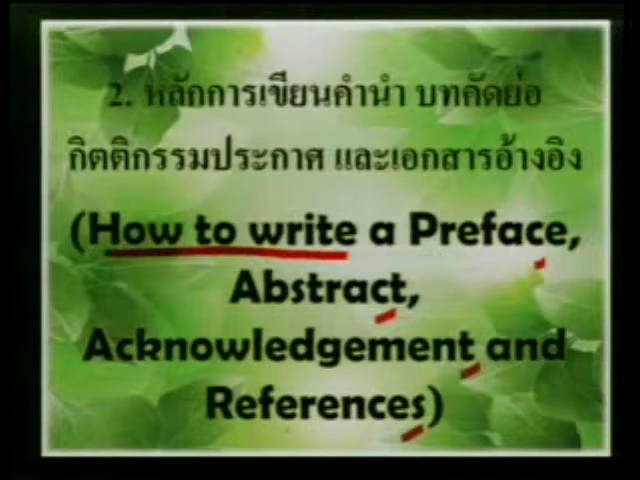 2. หลักการเขียนคำนำ บทคัดย่อ
กิตติกรรมประกาศ และเอกสารอ้างอิง
(How to write a Preface,
Abstract,
Acknowledgement and
References)